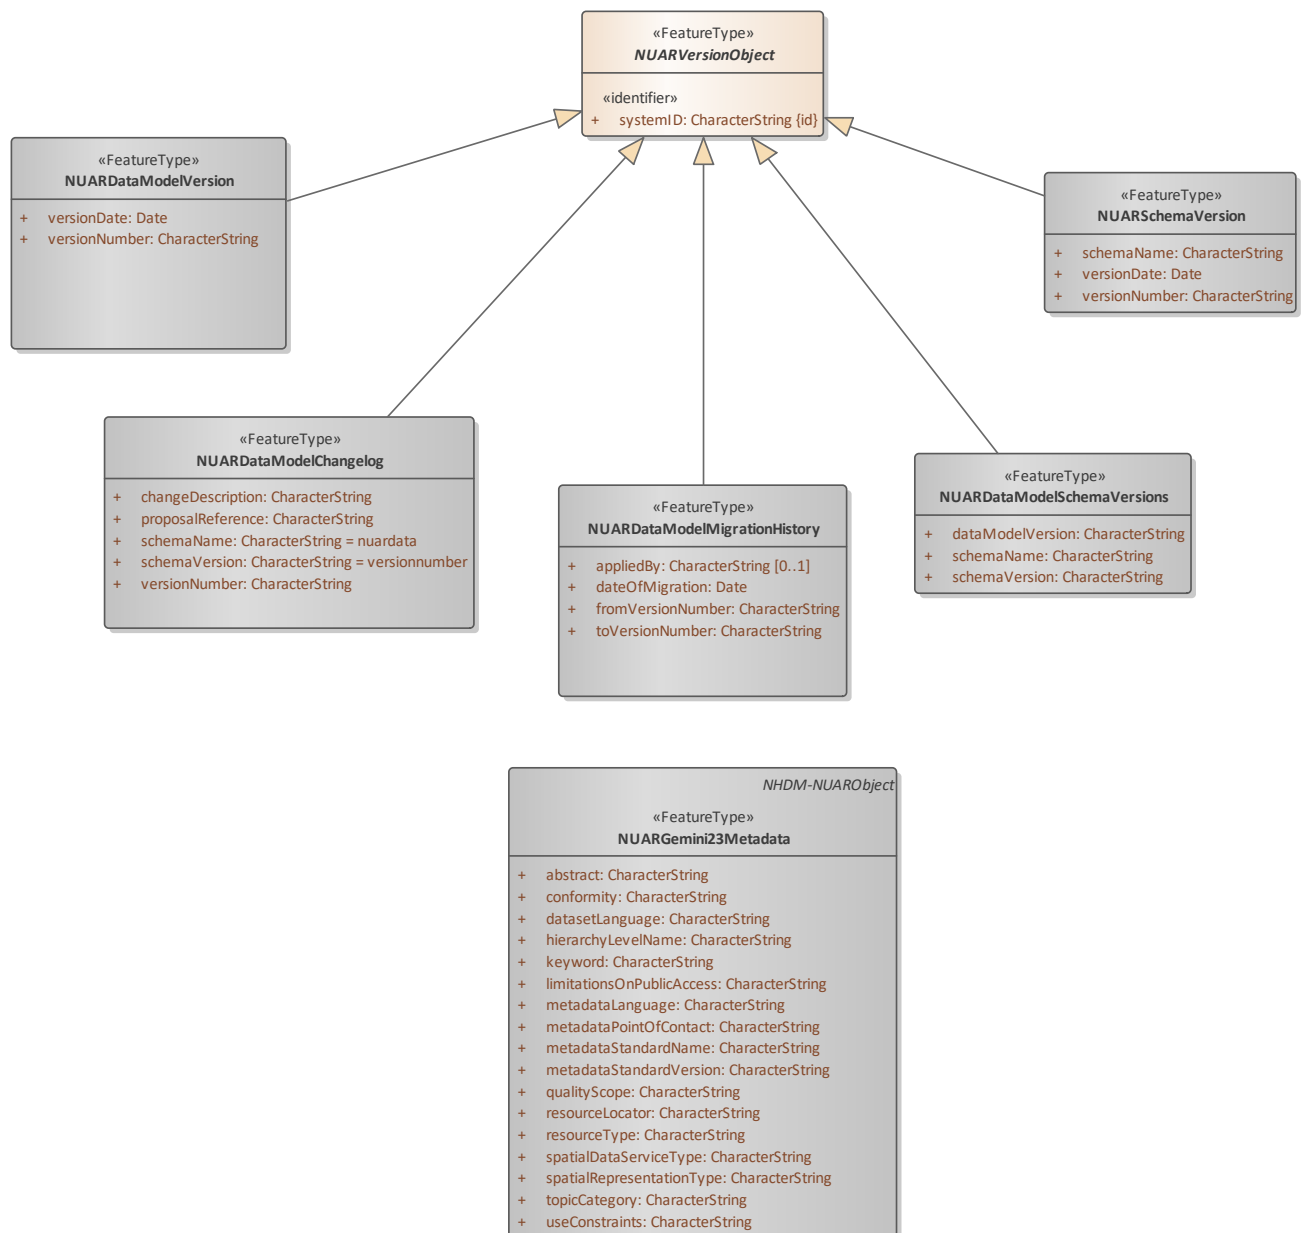 «FeatureType»
NUARVersionObject
«identifier»
+ systemID: CharacterString {id}
«FeatureType»
NUARDataModelVersion
+ versionDate: Date
+ versionNumber: CharacterString
«FeatureType»
NUARSchemaVersion
+ schemaName: CharacterString
+ versionDate: Date
+ versionNumber: CharacterString
«FeatureType»
NUARDataModelChangelog
+ changeDescription: CharacterString
+ proposalReference: CharacterString
+ schemaName: CharacterString = nuardata
+ schemaVersion: CharacterString = versionnumber
+ versionNumber: CharacterString
«FeatureType»
NUARDataModelMigrationHistory
+ appliedBy: CharacterString [0..1]
+ dateOfMigration: Date
+ fromVersionNumber: CharacterString
+ toVersionNumber: CharacterString
«FeatureType»
NUARDataModelSchemaVersions
+ dataModelVersion: CharacterString
+ schemaName: CharacterString
+ schemaVersion: CharacterString
NHDM-NUARObject
«FeatureType»
NUARGemini23Metadata
+ abstract: CharacterString
+ conformity: CharacterString
+ datasetLanguage: CharacterString
+ hierarchyLevelName: CharacterString
+ keyword: CharacterString
+ limitationsOnPublicAccess: CharacterString
+ metadataLanguage: CharacterString
+ metadataPointOfContact: CharacterString
+ metadataStandardName: CharacterString
+ metadataStandardVersion: CharacterString
+ qualityScope: CharacterString
+ resourceLocator: CharacterString
+ resourceType: CharacterString
+ spatialDataServiceType: CharacterString
+ spatialRepresentationType: CharacterString
+ topicCategory: CharacterString
+ useConstraints: CharacterString